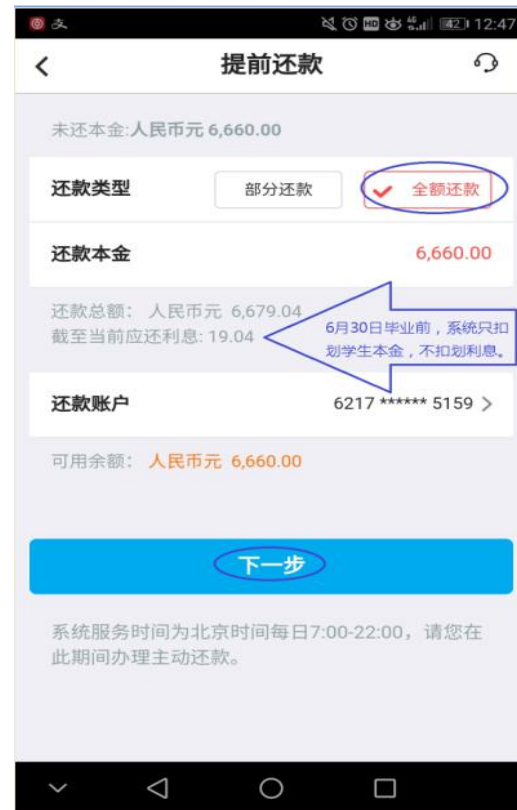 支 HD 46 42 12:47
提前还款
未还本金:人民币元 6,660.00
还款类型 部分还款 全额还款
还款本金 6,660.00
还款总额： 人民币元 6,679.04
截至当前应还利息: 19.04
6月30日毕业前，系统只扣
划学生本金，不扣划利息。
还款账户 6217 ****** 5159 >
可用余额： 人民币元 6,660.00
下一步
系统服务时间为北京时间每日7:00-22:00，请您在
此期间办理主动还款。